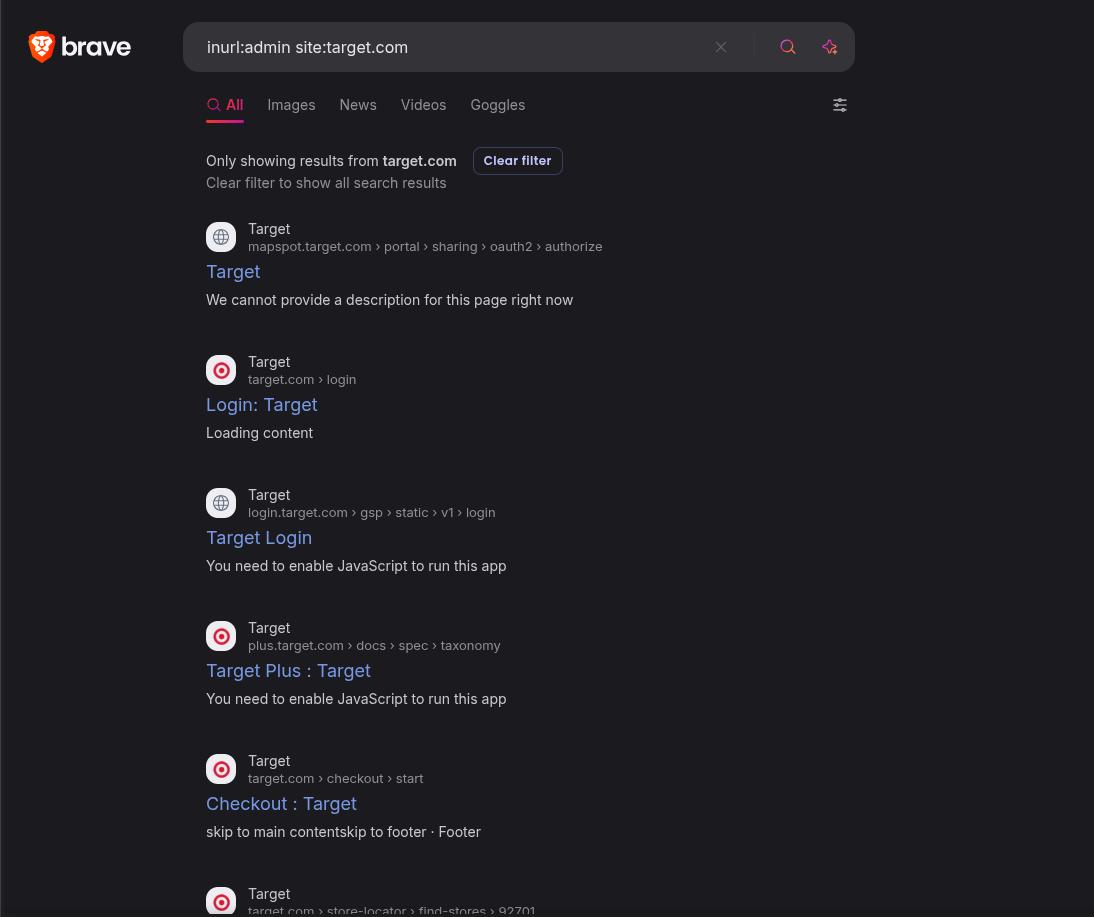 brave
inurl:admin site:target.com
All Images News Videos Goggles
Only showing results from target.com Clear filter
Clear filter to show all search results
Target
mapspot.target.com › portal › sharing › oauth2 › authorize
Target
We cannot provide a description for this page right now
Target
target.com › login
Login: Target
Loading content
Target
login.target.com › gsp › static › v1 › login
Target Login
You need to enable JavaScript to run this app
Target
plus.target.com › docs › spec › taxonomy
Target Plus : Target
You need to enable JavaScript to run this app
Target
target.com › checkout › start
Checkout : Target
skip to main contentskip to footer · Footer
Target
target.com › store-locator › find-stores › 92701